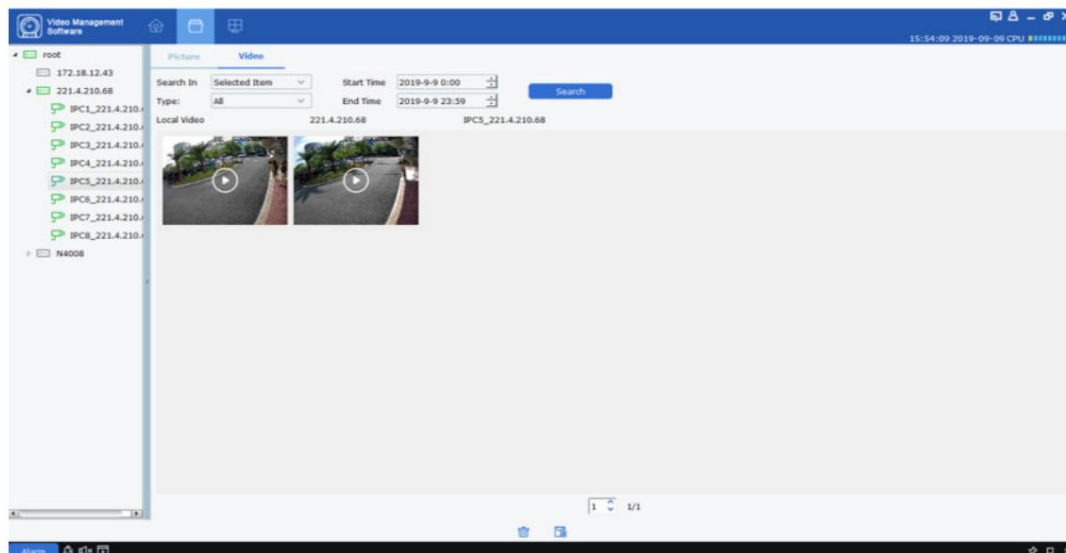 Video Management
Software
15:54:09 2019-09-09 CPU
root
172.18.12.43
221.4.210.68
IPC1_221.4.210.
IPC2_221.4.210.
IPC3_221.4.210.
IPC4_221.4.210.
IPC5_221.4.210.
IPC6_221.4.210.
IPC7_221.4.210.
IPC8_221.4.210.
N4008
Picture Video
Search In Selected Item Start Time 2019-9-9 0:00 Search
Type: All End Time 2019-9-9 23:59
Local Video 221.4.210.68 IPC5_221.4.210.68
1 1/1
Alarm